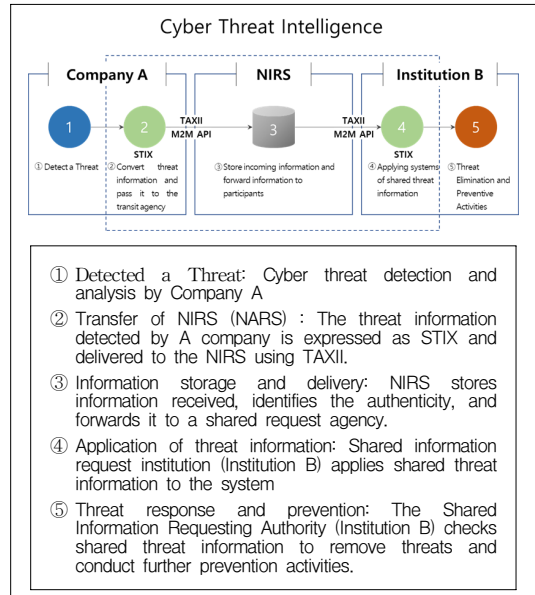 Cyber Threat Intelligence
Company A
NIRS
Institution B
1
2
3
4
5
TAXII
M2M API
TAXII
M2M API
STIX
STIX
① Detect a Threat
② Convert threat
information and
pass it to the
transit agency
③ Store incoming information and
forward information to
participants
④ Applying systems
of shared threat
information
⑤ Threat
Elimination and
Preventive
Activities
① Detected a Threat: Cyber threat detection and
analysis by Company A
② Transfer of NIRS (NARS) : The threat information
detected by A company is expressed as STIX and
delivered to the NIRS using TAXII.
③ Information storage and delivery: NIRS stores
information received, identifies the authenticity, and
forwards it to a shared request agency.
④ Application of threat information: Shared information
request institution (Institution B) applies shared threat
information to the system
⑤ Threat response and prevention: The Shared
Information Requesting Authority (Institution B) checks
shared threat information to remove threats and
conduct further prevention activities.